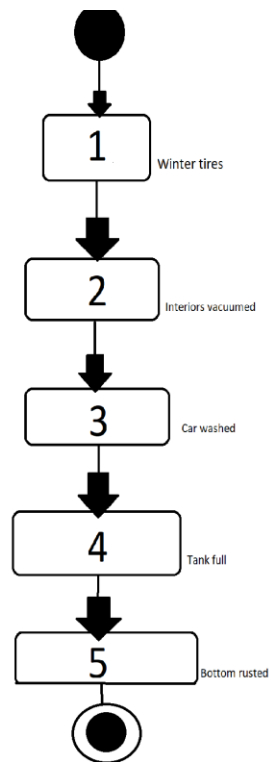 1
Winter tires
2
Interiors vacuumed
3
Car washed
4
Tank full
5
Bottom rusted